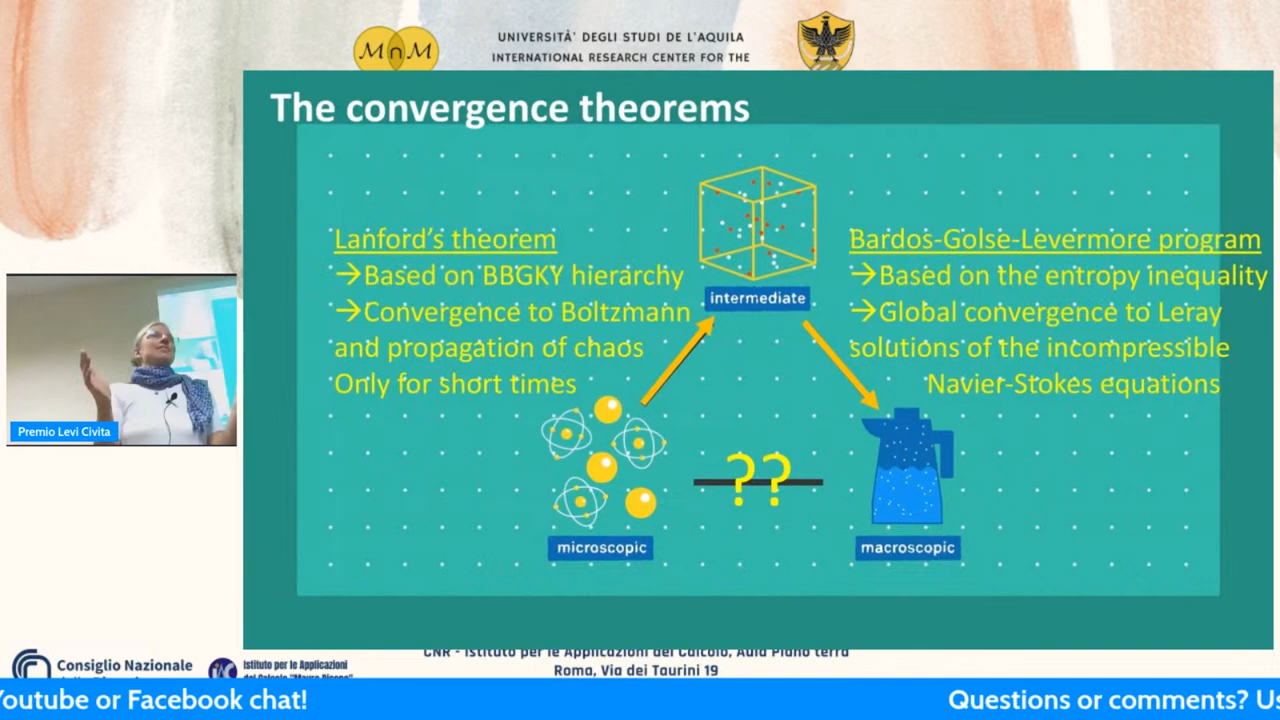 MnM
UNIVERSITÀ' DEGLI STUDI DE L'AQUILA
INTERNATIONAL RESEARCH CENTER FOR THE
The convergence theorems
Lanford's theorem
→Based on BBGKY hierarchy
→Convergence to Boltzmann
and propagation of chaos
Only for short times
intermediate
Bardos-Golse-Levermore program
→Based on the entropy inequality
→Global convergence to Leray
solutions of the incompressible
Navier-Stokes equations
??
microscopic
macroscopic
Premio Levi Civita
Consiglio Nazionale
Istituto per le Applicazioni
del Calcolo "Mauro Picone"
CNR - Istituto per le Applicazioni del Calcolo, Aula Piano terra
Roma, Via dei Taurini 19
Youtube or Facebook chat!
Questions or comments? Us